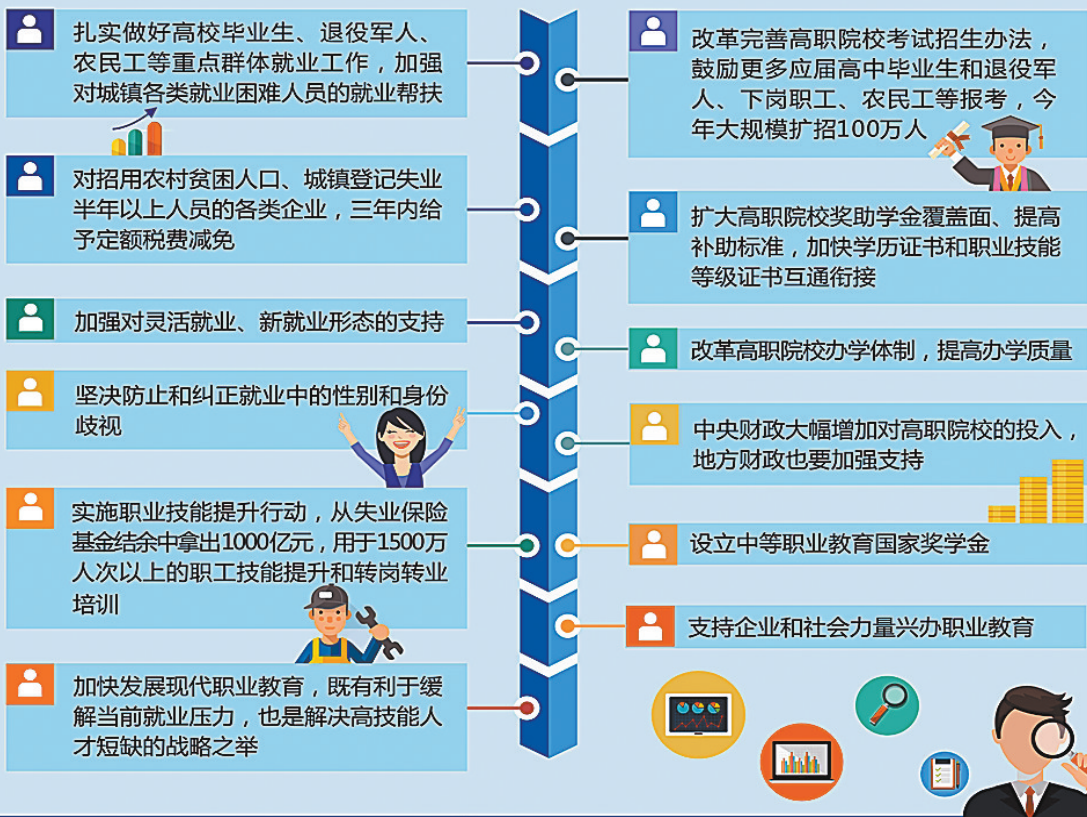 扎实做好高校毕业生、退役军人、
农民工等重点群体就业工作，加强
对城镇各类就业困难人员的就业帮扶
对招用农村贫困人口、城镇登记失业
半年以上人员的各类企业，三年内给
予定额税费减免
加强对灵活就业、新就业形态的支持
坚决防止和纠正就业中的性别和身份
歧视
实施职业技能提升行动，从失业保险
基金结余中拿出1000亿元，用于1500万
人次以上的职工技能提升和转岗转业
培训
加快发展现代职业教育，既有利于缓
解当前就业压力，也是解决高技能人
才短缺的战略之举
改革完善高职院校考试招生办法，
鼓励更多应届高中毕业生和退役军
人、下岗职工、农民工等报考，今
年大规模扩招100万人
扩大高职院校奖助学金覆盖面、提高
补助标准，加快学历证书和职业技能
等级证书互通衔接
改革高职院校办学体制，提高办学质量
中央财政大幅增加对高职院校的投入，
地方财政也要加强支持
设立中等职业教育国家奖学金
支持企业和社会力量兴办职业教育